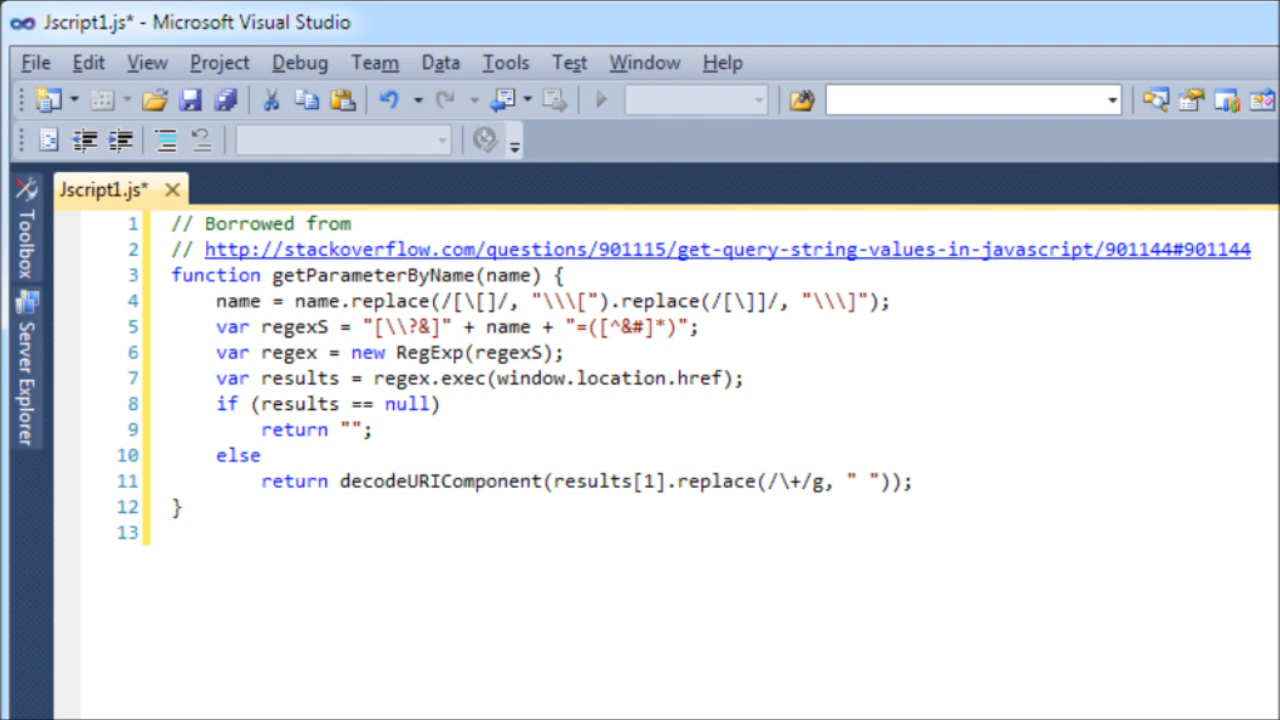 Jscript1.js* - Microsoft Visual Studio
File Edit View Project Debug Team Data Tools Test Window Help
Jscript1.js*
Toolbox
Server Explorer
1 // Borrowed from
2 // http://stackoverflow.com/questions/901115/get-query-string-values-in-javascript/901144#901144
3 function getParameterByName(name) {
4 name = name.replace(/[\[]/, "\\\[").replace(/[\]]/, "\\\]");
5 var regexS = "[\\?&]" + name + "=([^&#]*)";
6 var regex = new RegExp(regexS);
7 var results = regex.exec(window.location.href);
8 if (results == null)
9 return "";
10 else
11 return decodeURIComponent(results[1].replace(/\+/g, " "));
12 }
13